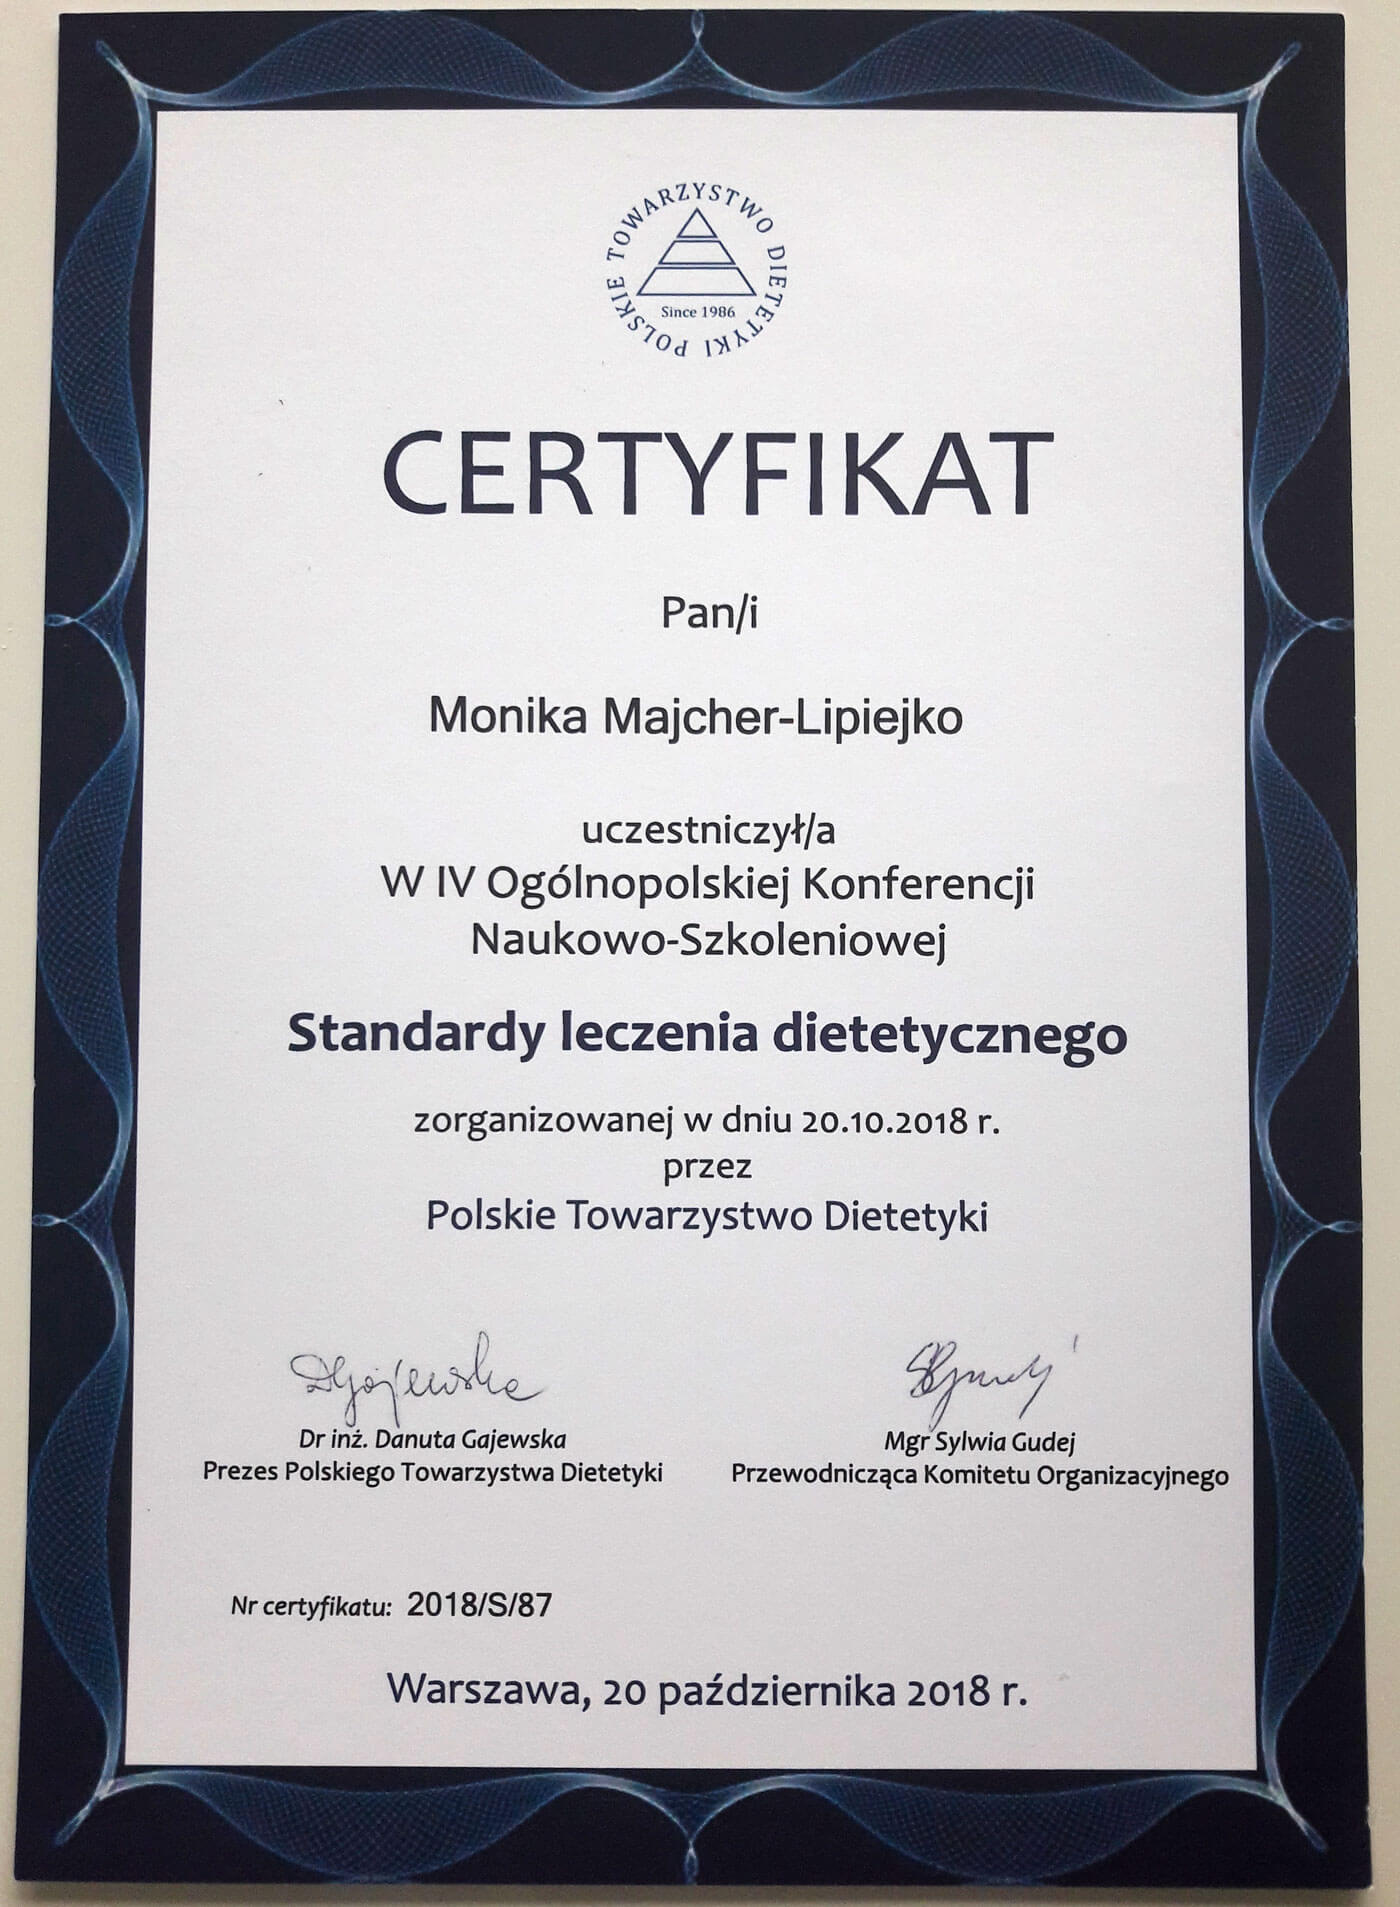 POLSKIE TOWARZYSTWO DIETETYKI
Since 1986
CERTYFIKAT
Pan/i
Monika Majcher-Lipiejko
uczestniczył/a
W IV Ogólnopolskiej Konferencji
Naukowo-Szkoleniowej
Standardy leczenia dietetycznego
zorganizowanej w dniu 20.10.2018 r.
przez
Polskie Towarzystwo Dietetyki
DGajewska
Dr inż. Danuta Gajewska
Prezes Polskiego Towarzystwa Dietetyki
Mgr Sylwia Gudej
Przewodnicząca Komitetu Organizacyjnego
Nr certyfikatu: 2018/S/87
Warszawa, 20 października 2018 r.